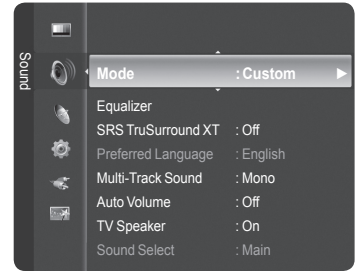 Sound
Mode : Custom
Equalizer
SRS TruSurround XT : Off
Preferred Language : English
Multi-Track Sound : Mono
Auto Volume : Off
TV Speaker : On
Sound Select : Main